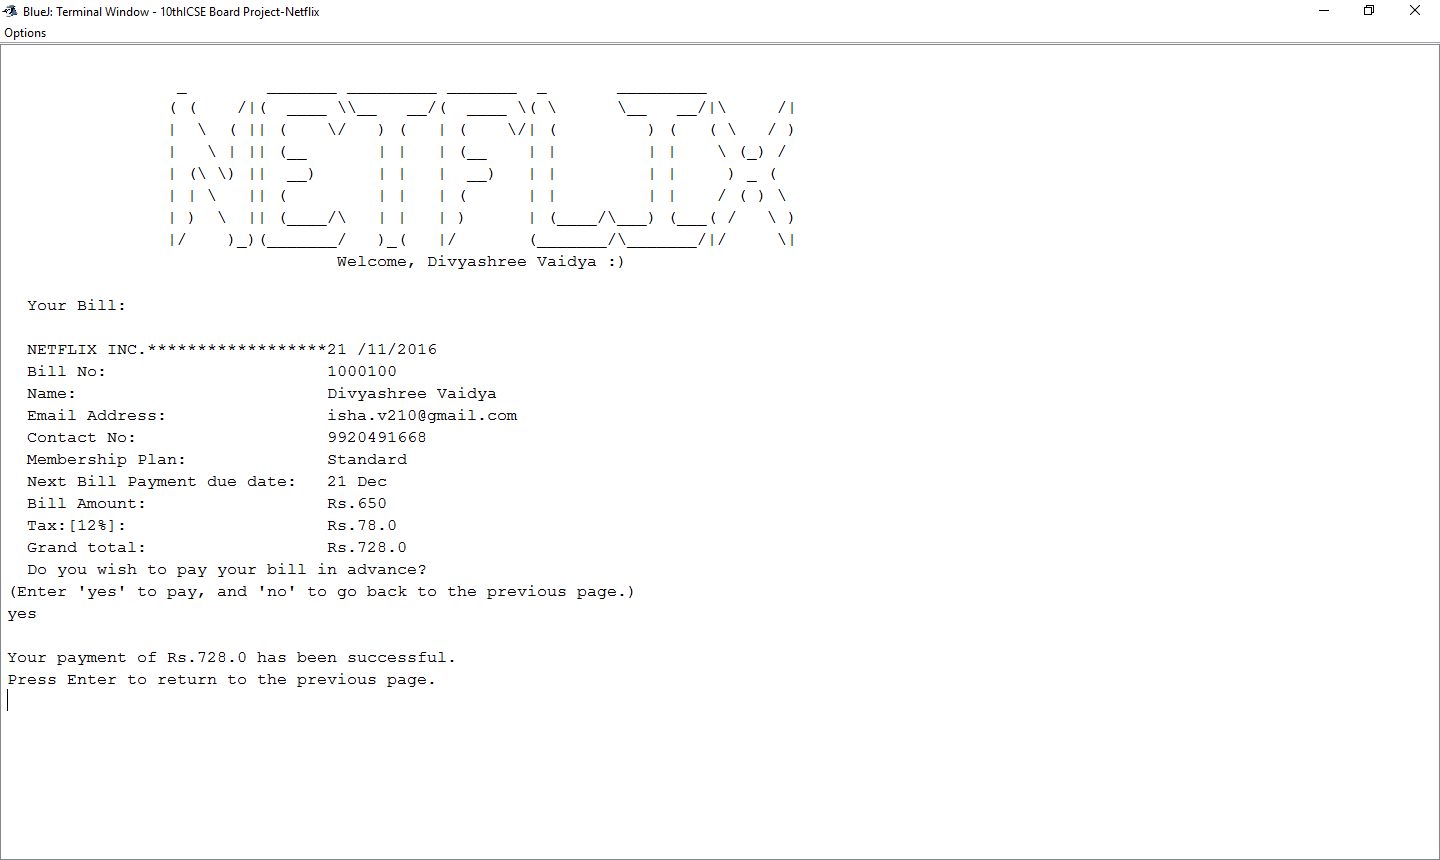 BlueJ: Terminal Window - 10thICSE Board Project-Netflix
Options
NETFLIX
Welcome, Divyashree Vaidya :)
Your Bill:
NETFLIX INC.******************21 /11/2016
Bill No: 1000100
Name: Divyashree Vaidya
Email Address: isha.v210@gmail.com
Contact No: 9920491668
Membership Plan: Standard
Next Bill Payment due date: 21 Dec
Bill Amount: Rs.650
Tax:[12%]: Rs.78.0
Grand total: Rs.728.0
Do you wish to pay your bill in advance?
(Enter 'yes' to pay, and 'no' to go back to the previous page.)
yes
Your payment of Rs.728.0 has been successful.
Press Enter to return to the previous page.